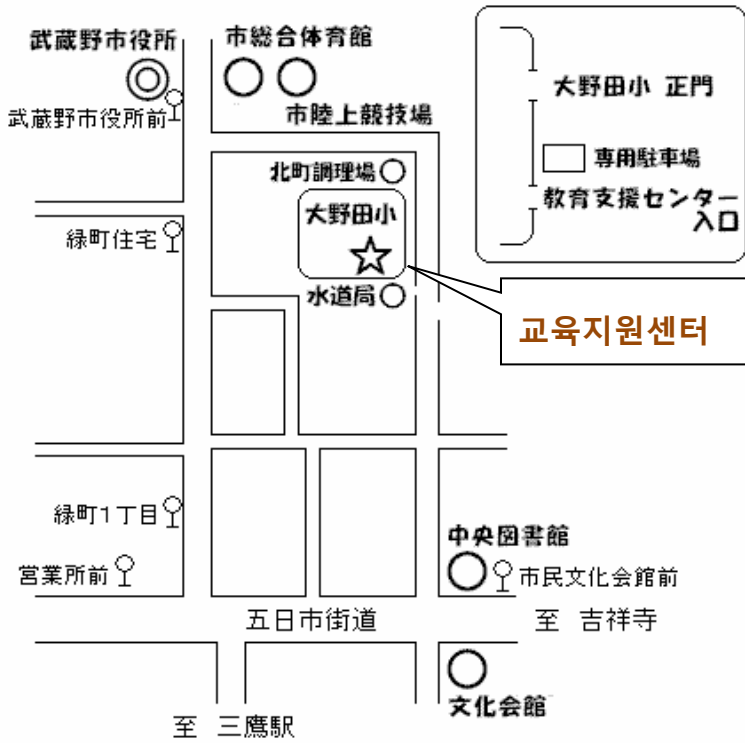 武蔵野市役所
市総合体育館
武蔵野市役所前
市陸上競技場
大野田小 正門
専用駐車場
教育支援センター
入口
北町調理場
大野田小
緑町住宅
水道局
교육지원센터
緑町1丁目
営業所前
中央図書館
市民文化会館前
五日市街道
至 吉祥寺
文化会館
至 三鷹駅